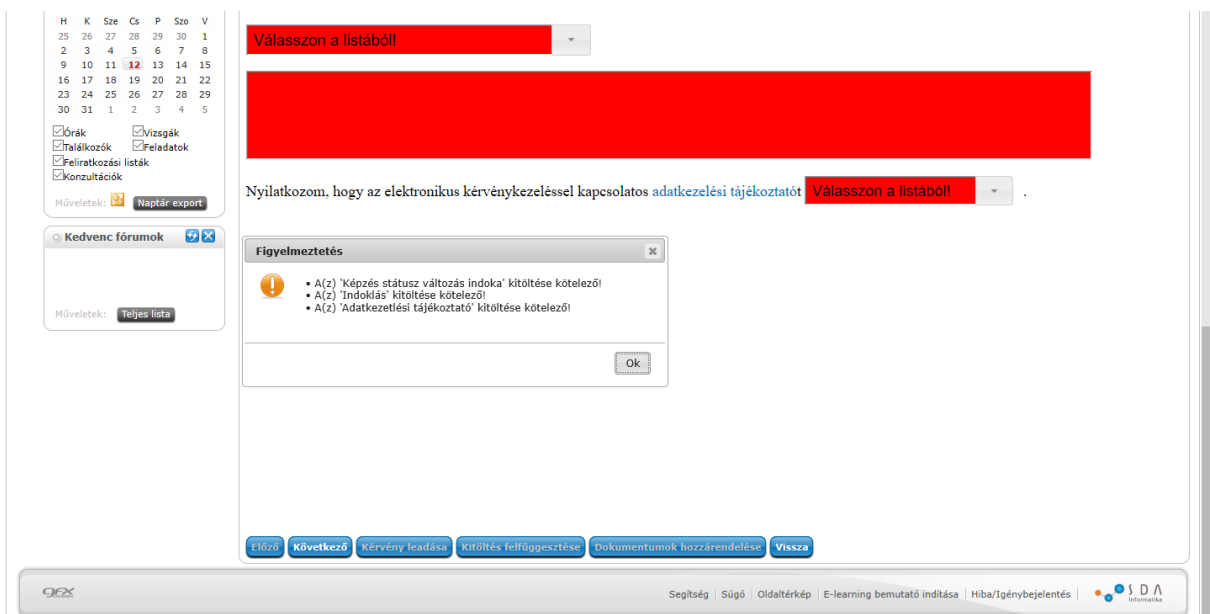 H K Sze Cs P Szo V
25 26 27 28 29 30 1
2 3 4 5 6 7 8
9 10 11 12 13 14 15
16 17 18 19 20 21 22
23 24 25 26 27 28 29
30 31 1 2 3 4 5
Órák Vizsgák
Találkozók Feladatok
Feliratkozási listák
Konzultációk
Műveletek: Naptár export
Kedvenc fórumok
Műveletek: Teljes lista
Válasszon a listából!
Nyilatkozom, hogy az elektronikus kérvénykezeléssel kapcsolatos adatkezelési tájékoztatót Válasszon a listából! .
Figyelmeztetés
• A(z) 'Képzés státusz változás indoka' kitöltése kötelező!
• A(z) 'Indoklás' kitöltése kötelező!
• A(z) 'Adatkezetlési tájékoztató' kitöltése kötelező!
Ok
Előző Következő Kérvény leadása Kitöltés felfüggesztése Dokumentumok hozzárendelése Vissza
Segítség | Súgó | Oldaltérkép | E-learning bemutató indítása | Hiba/Igénybejelentés |
SDA
Informatika